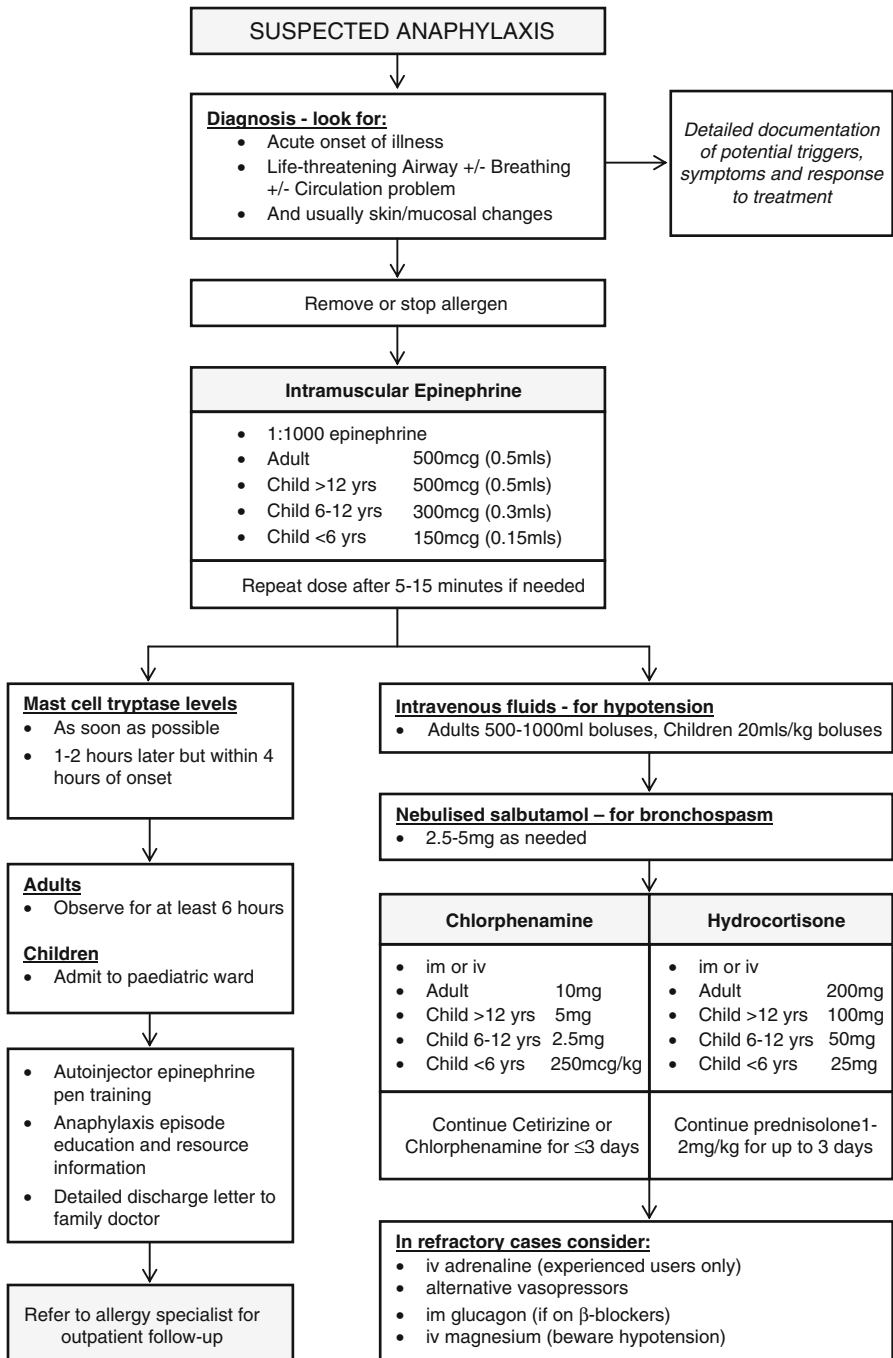 SUSPECTED ANAPHYLAXIS
Diagnosis - look for:
• Acute onset of illness
• Life-threatening Airway +/- Breathing
+/- Circulation problem
• And usually skin/mucosal changes
Detailed documentation
of potential triggers,
symptoms and response
to treatment
Remove or stop allergen
Intramuscular Epinephrine
• 1:1000 epinephrine
• Adult 500mcg (0.5mls)
• Child >12 yrs 500mcg (0.5mls)
• Child 6-12 yrs 300mcg (0.3mls)
• Child <6 yrs 150mcg (0.15mls)
Repeat dose after 5-15 minutes if needed
Mast cell tryptase levels
• As soon as possible
• 1-2 hours later but within 4
hours of onset
Adults
• Observe for at least 6 hours
Children
• Admit to paediatric ward
• Autoinjector epinephrine
pen training
• Anaphylaxis episode
education and resource
information
• Detailed discharge letter to
family doctor
Refer to allergy specialist for
outpatient follow-up
Intravenous fluids - for hypotension
• Adults 500-1000ml boluses, Children 20mls/kg boluses
Nebulised salbutamol – for bronchospasm
• 2.5-5mg as needed
Chlorphenamine
• im or iv
• Adult 10mg
• Child >12 yrs 5mg
• Child 6-12 yrs 2.5mg
• Child <6 yrs 250mcg/kg
Continue Cetirizine or
Chlorphenamine for ≤3 days
Hydrocortisone
• im or iv
• Adult 200mg
• Child >12 yrs 100mg
• Child 6-12 yrs 50mg
• Child <6 yrs 25mg
Continue prednisolone1-
2mg/kg for up to 3 days
In refractory cases consider:
• iv adrenaline (experienced users only)
• alternative vasopressors
• im glucagon (if on β-blockers)
• iv magnesium (beware hypotension)